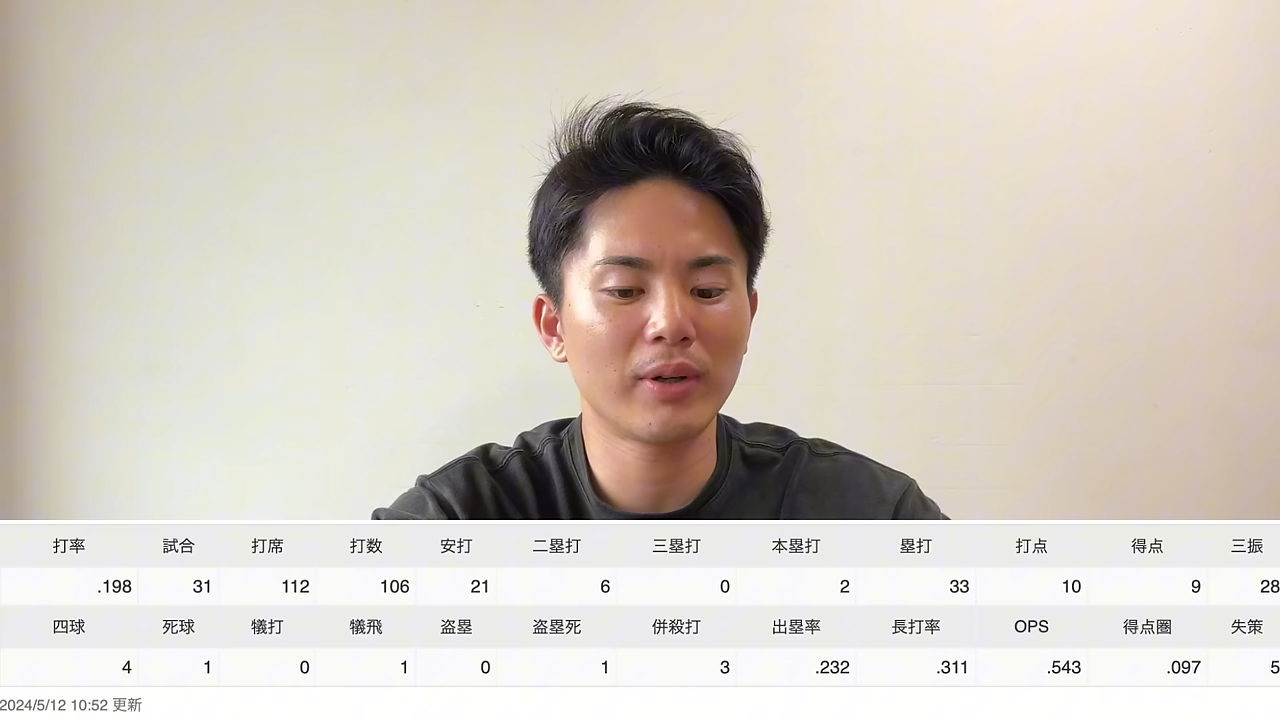 打率 試合 打席 打数 安打 二塁打 三塁打 本塁打 塁打 打点 得点 三振
.198 31 112 106 21 6 0 2 33 10 9 28
四球 死球 犠打 犠飛 盗塁 盗塁死 併殺打 出塁率 長打率 OPS 得点圏 失策
4 1 0 1 0 1 3 .232 .311 .543 .097 5
2024/5/12 10:52 更新